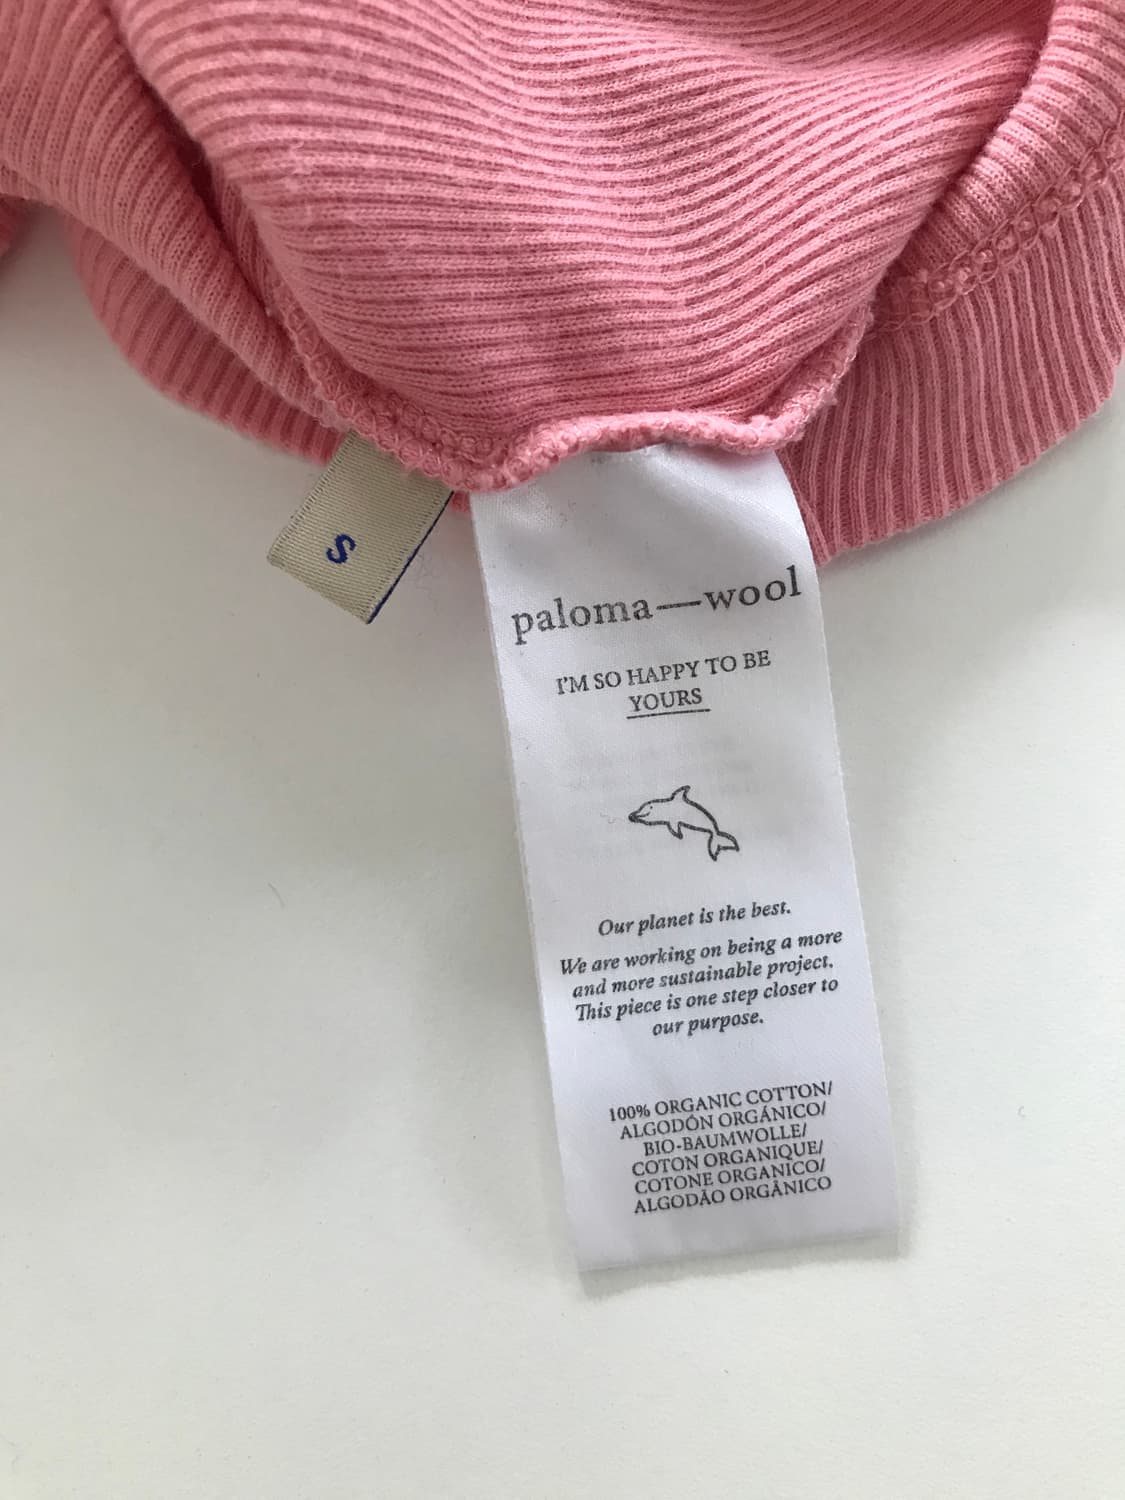 S
paloma—wool
I'M SO HAPPY TO BE
YOURS
Our planet is the best.
We are working on being a more
and more sustainable project.
This piece is one step closer to
our purpose.
100% ORGANIC COTTON/
ALGODÓN ORGÁNICO/
BIO-BAUMWOLLE/
COTON ORGANIQUE/
COTONE ORGANICO/
ALGODÃO ORGÂNICO